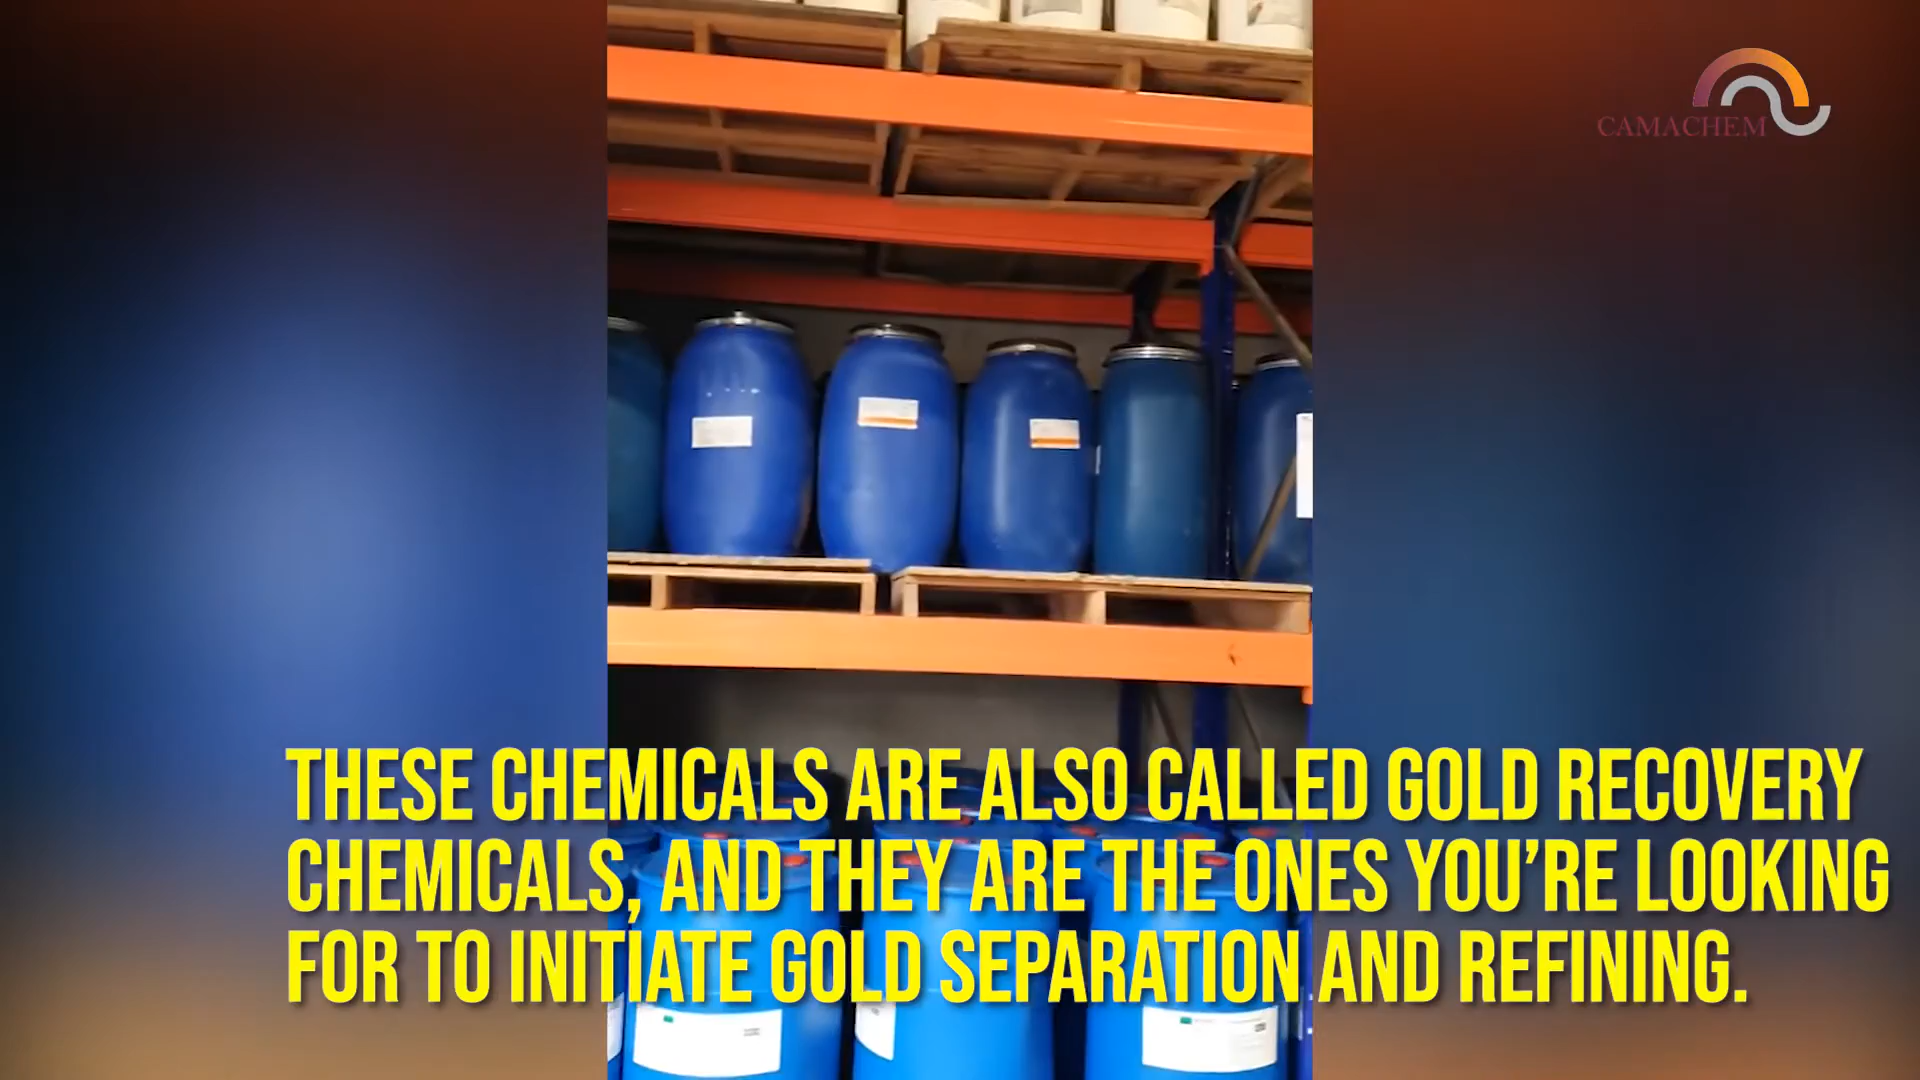 CAMACHEM
THESE CHEMICALS ARE ALSO CALLED GOLD RECOVERY
CHEMICALS, AND THEY ARE THE ONES YOU’RE LOOKING
FOR TO INITIATE GOLD SEPARATION AND REFINING.